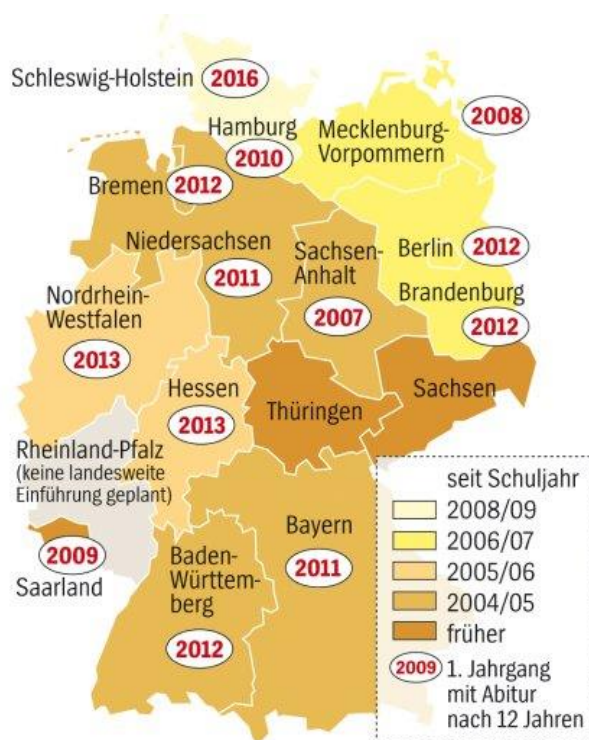 Schleswig-Holstein
2016
Hamburg
2010
Mecklenburg-
Vorpommern
2008
Bremen
2012
Niedersachsen
2011
Sachsen-
Anhalt
2007
Berlin
2012
Brandenburg
2012
Nordrhein-
Westfalen
2013
Hessen
2013
Thüringen
Sachsen
Rheinland-Pfalz
(keine landesweite
Einführung geplant)
2009
Saarland
Baden-
Württem-
berg
2012
Bayern
2011
seit Schuljahr
2008/09
2006/07
2005/06
2004/05
früher
2009
1. Jahrgang
mit Abitur
nach 12 Jahren